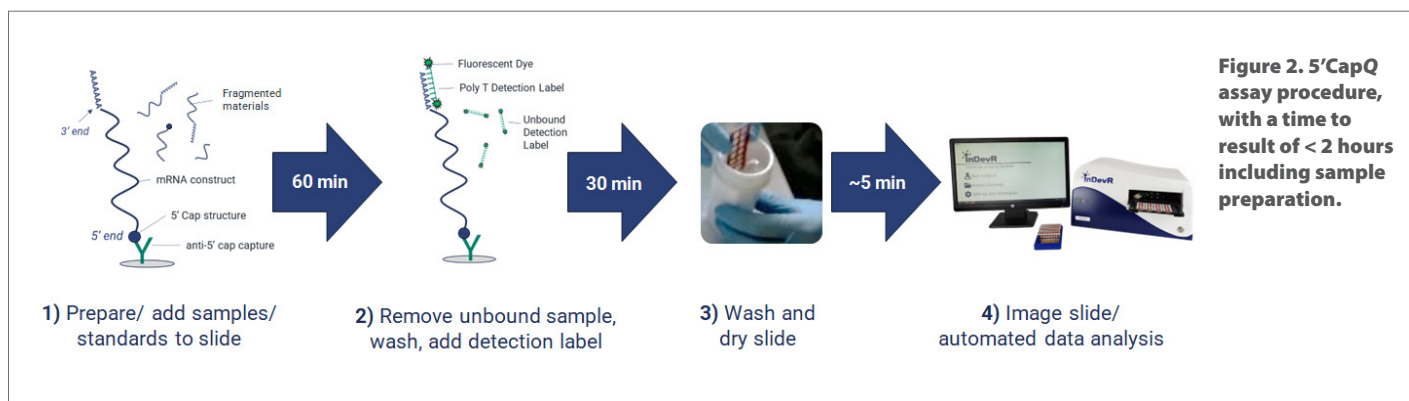 AAAAAA
3' end
Fragmented
materials
mRNA construct
5' Cap structure
5' end
anti-5' cap capture
60 min
AAAAAA
Fluorescent Dye
Poly T Detection Label
Unbound
Detection
Label
30 min
~5 min
InDevR
InDevR
Figure 2. 5'CapQ
assay procedure,
with a time to
result of < 2 hours
including sample
preparation.
1) Prepare/ add samples/
standards to slide
2) Remove unbound sample,
wash, add detection label
3) Wash and
dry slide
4) Image slide/
automated data analysis